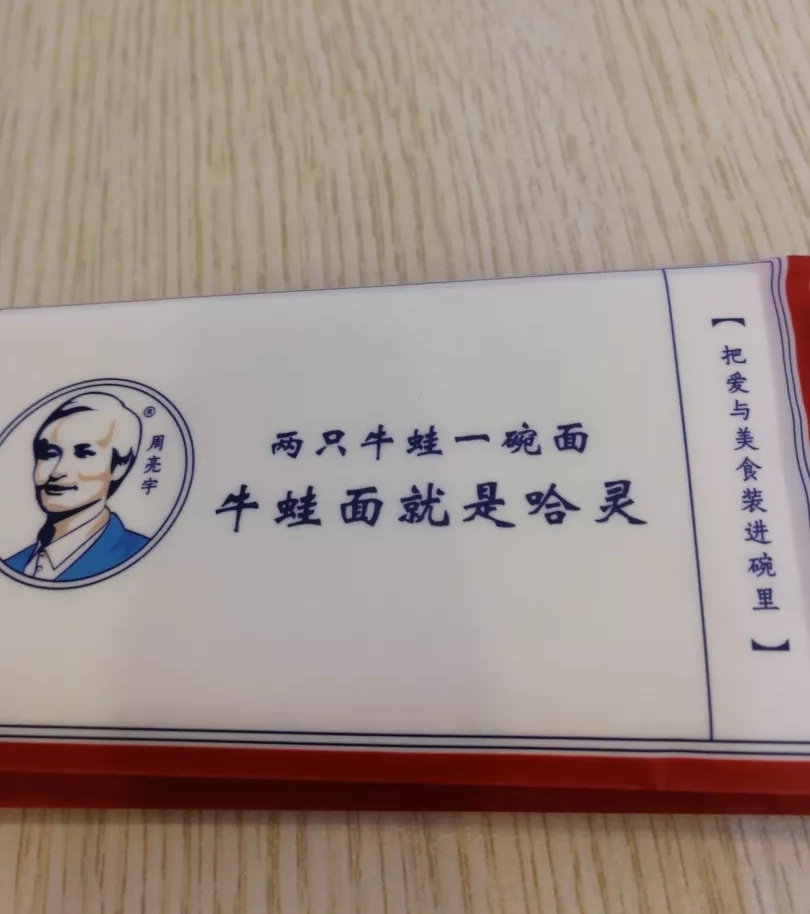 ®
周亮宇
两只牛蛙一碗面
牛蛙面就是哈灵
【把爱与美食装进碗里】